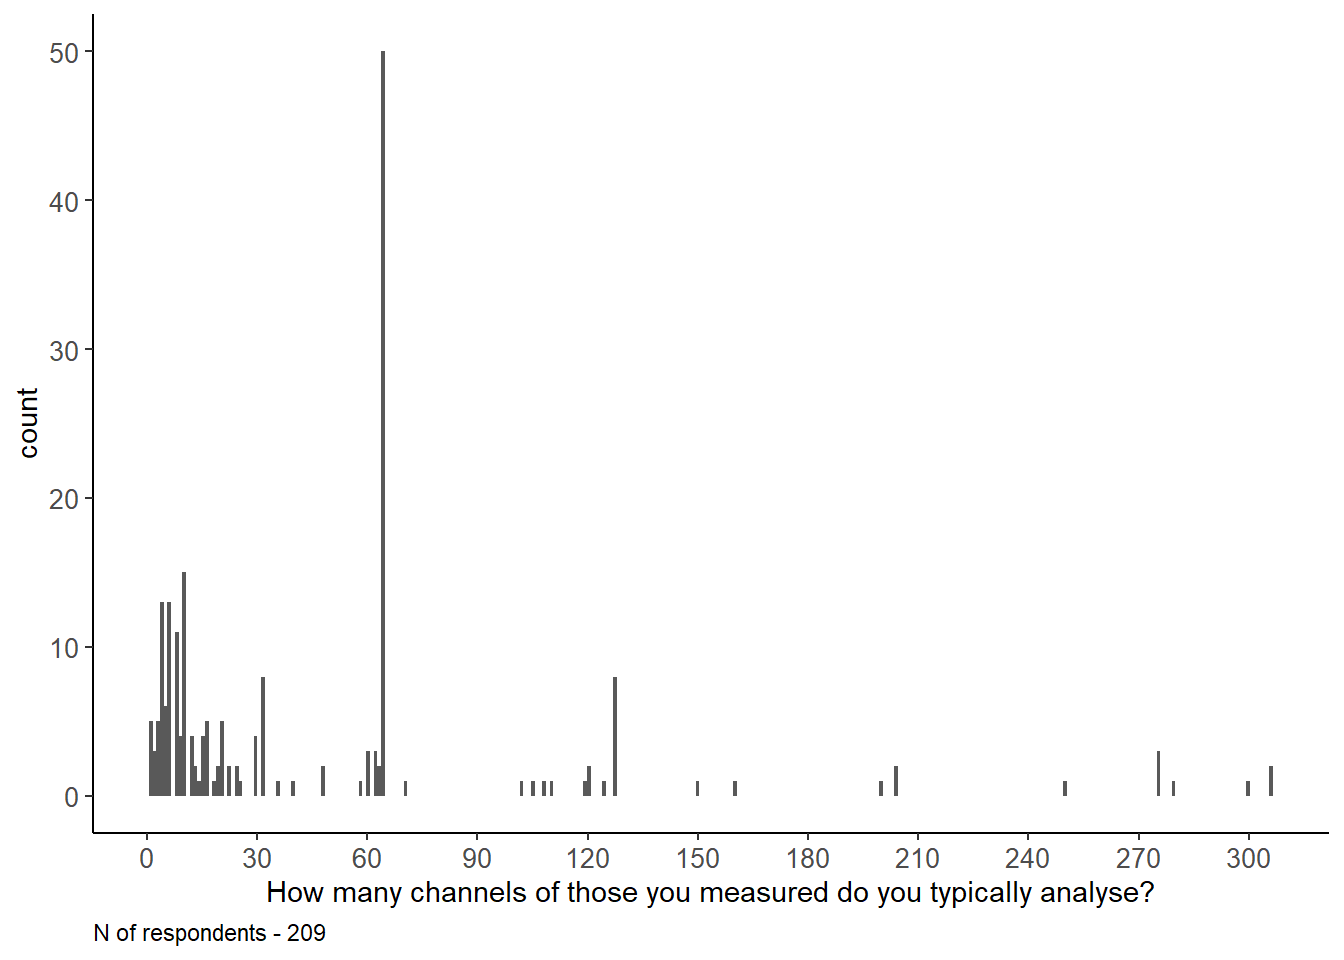 50
40
30
20
10
0
count
0 30 60 90 120 150 180 210 240 270 300
How many channels of those you measured do you typically analyse?
N of respondents - 209